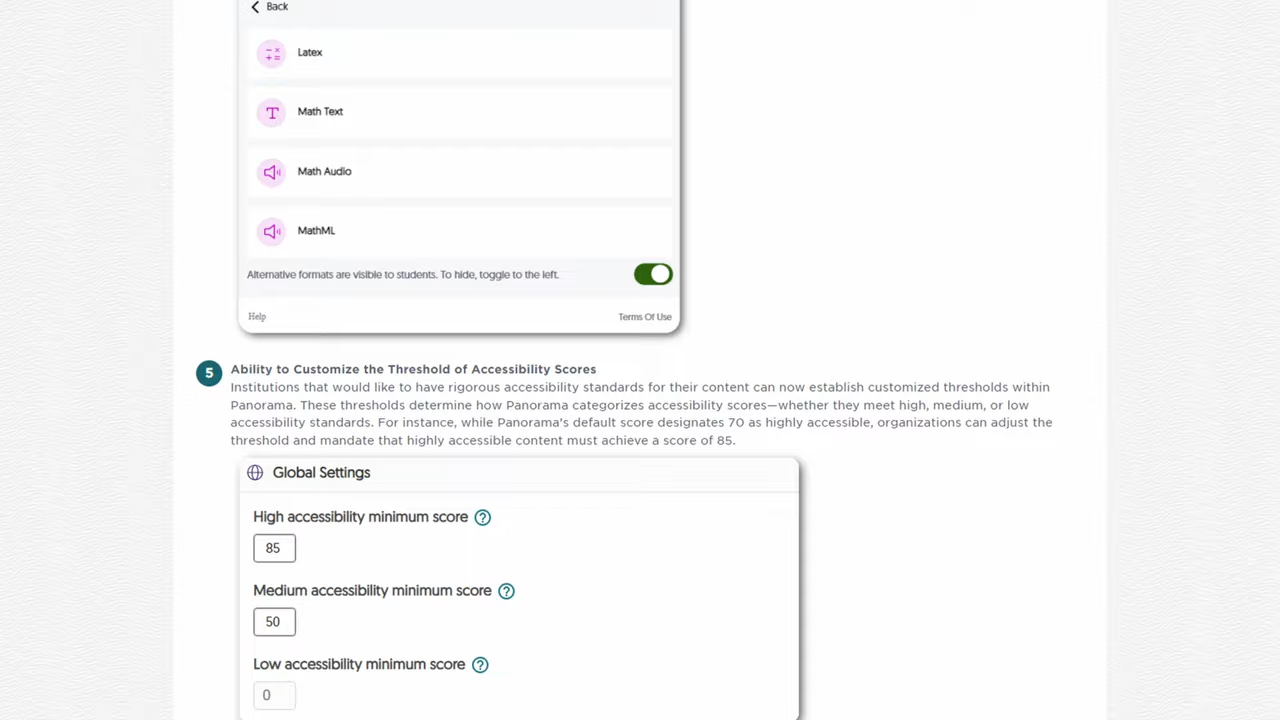 Back
Latex
Math Text
Math Audio
MathML
Alternative formats are visible to students. To hide, toggle to the left.
Help
Terms Of Use
5
Ability to Customize the Threshold of Accessibility Scores
Institutions that would like to have rigorous accessibility standards for their content can now establish customized thresholds within
Panorama. These thresholds determine how Panorama categorizes accessibility scores—whether they meet high, medium, or low
accessibility standards. For instance, while Panorama's default score designates 70 as highly accessible, organizations can adjust the
threshold and mandate that highly accessible content must achieve a score of 85.
Global Settings
High accessibility minimum score ?
85
Medium accessibility minimum score ?
50
Low accessibility minimum score ?
0